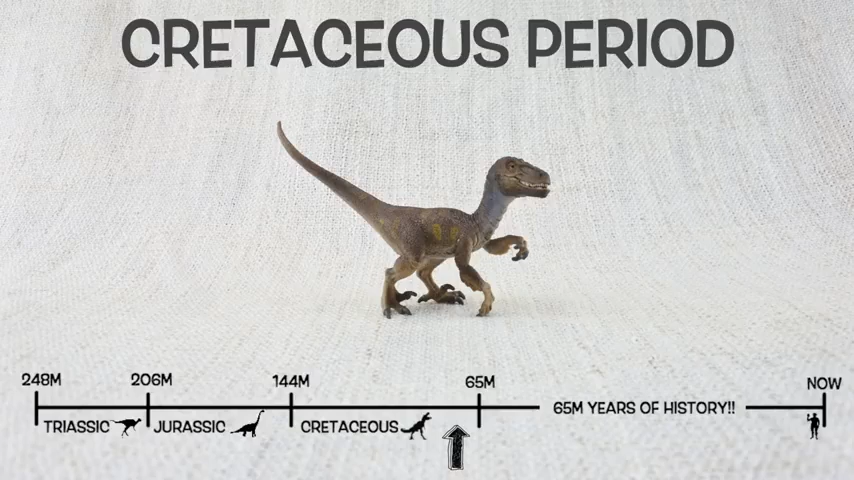 CRETACEOUS PERIOD
248M 206M 144M 65M NOW
65M YEARS OF HISTORY!!
TRIASSIC JURASSIC CRETACEOUS